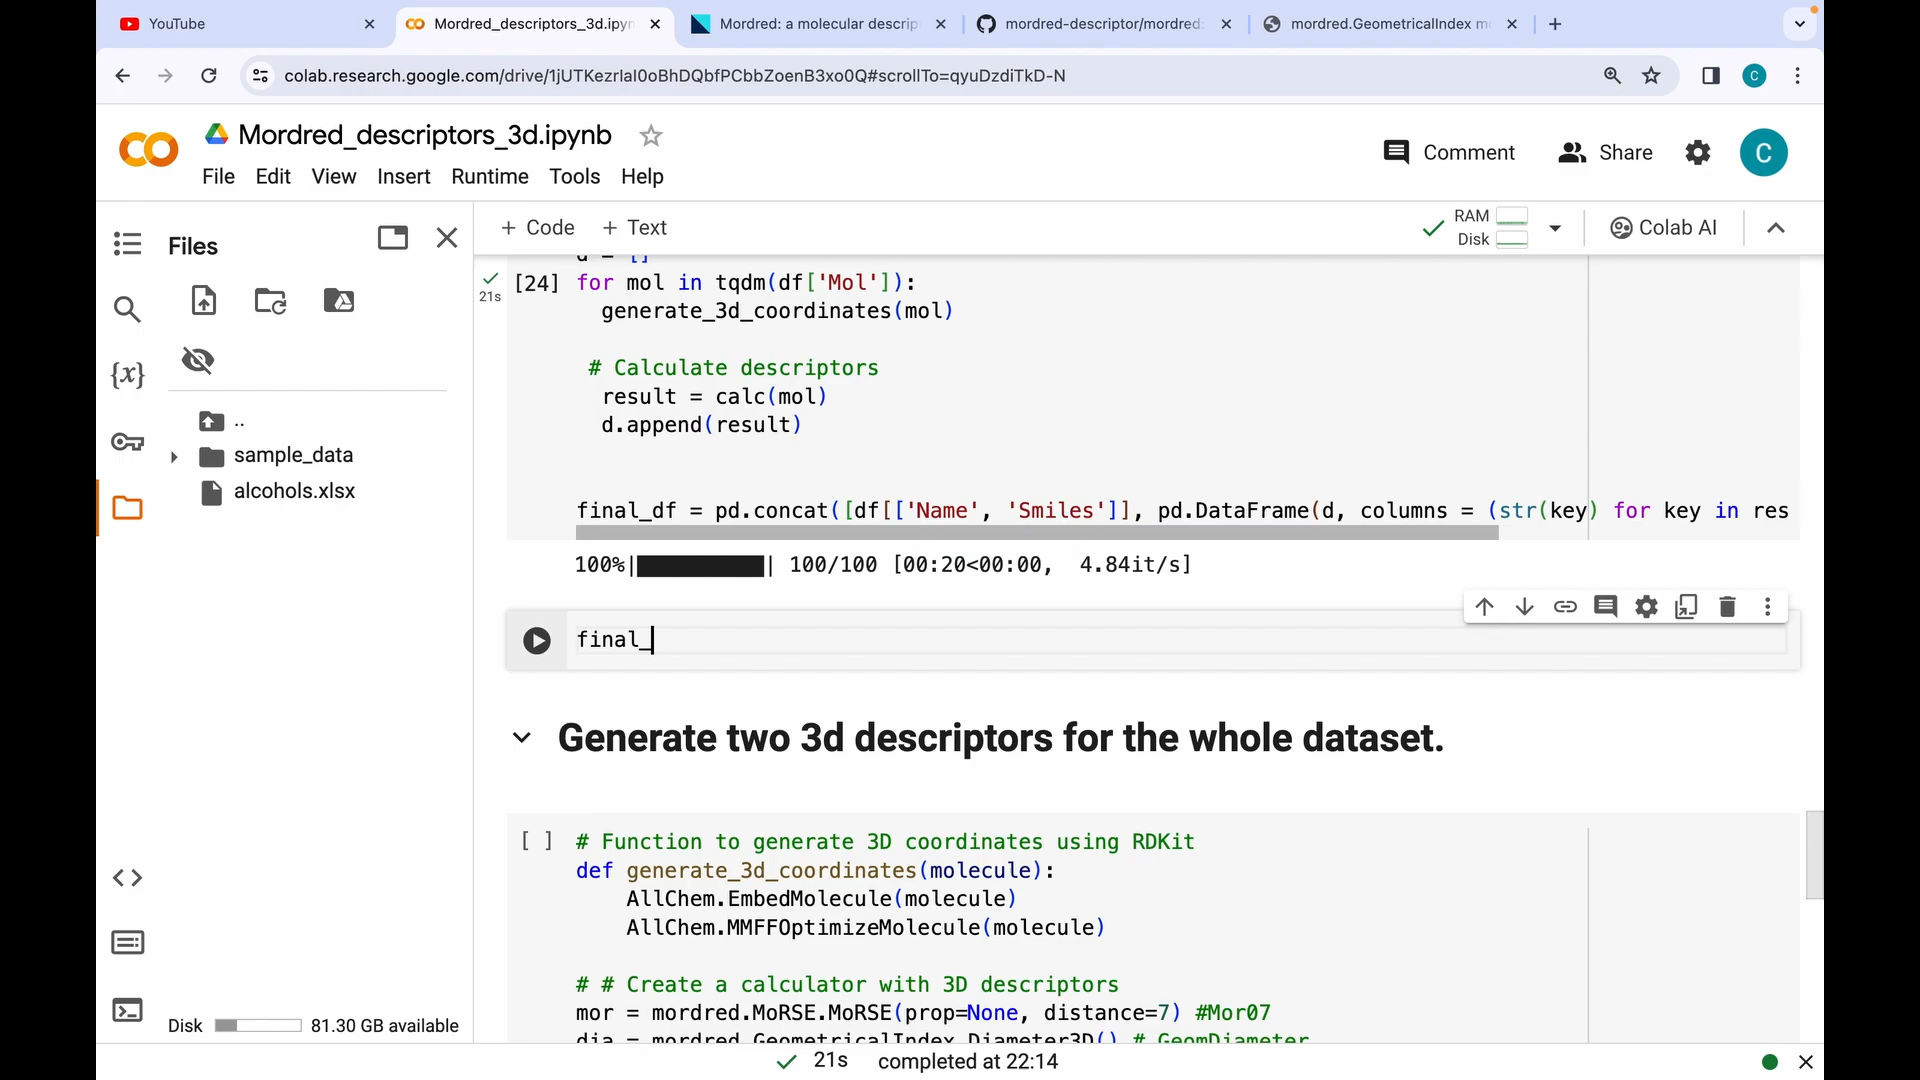 YouTube
Mordred_descriptors_3d.ipyn
Mordred: a molecular descrip
mordred-descriptor/mordred:
mordred.GeometricalIndex m
colab.research.google.com/drive/1jUTKezrlaI0oBhDQbfPCbbZoenB3xo0Q#scrollTo=qyuDzdiTkD-N
C
Mordred_descriptors_3d.ipynb
File Edit View Insert Runtime Tools Help
Comment
Share
C
Files
+ Code + Text
RAM
Disk
Colab AI
d = []
21s
[24] for mol in tqdm(df['Mol']):
generate_3d_coordinates(mol)
# Calculate descriptors
result = calc(mol)
d.append(result)
final_df = pd.concat([df[['Name', 'Smiles']], pd.DataFrame(d, columns = (str(key) for key in res
100%| | 100/100 [00:20<00:00, 4.84it/s]
{x}
..
sample_data
alcohols.xlsx
final_
Generate two 3d descriptors for the whole dataset.
[ ] # Function to generate 3D coordinates using RDKit
def generate_3d_coordinates(molecule):
AllChem.EmbedMolecule(molecule)
AllChem.MMFFOptimizeMolecule(molecule)
# # Create a calculator with 3D descriptors
mor = mordred.MoRSE.MoRSE(prop=None, distance=7) #Mor07
dia = mordred.GeometricalIndex.Diameter3D() # GeomDiameter
Disk 81.30 GB available
21s completed at 22:14